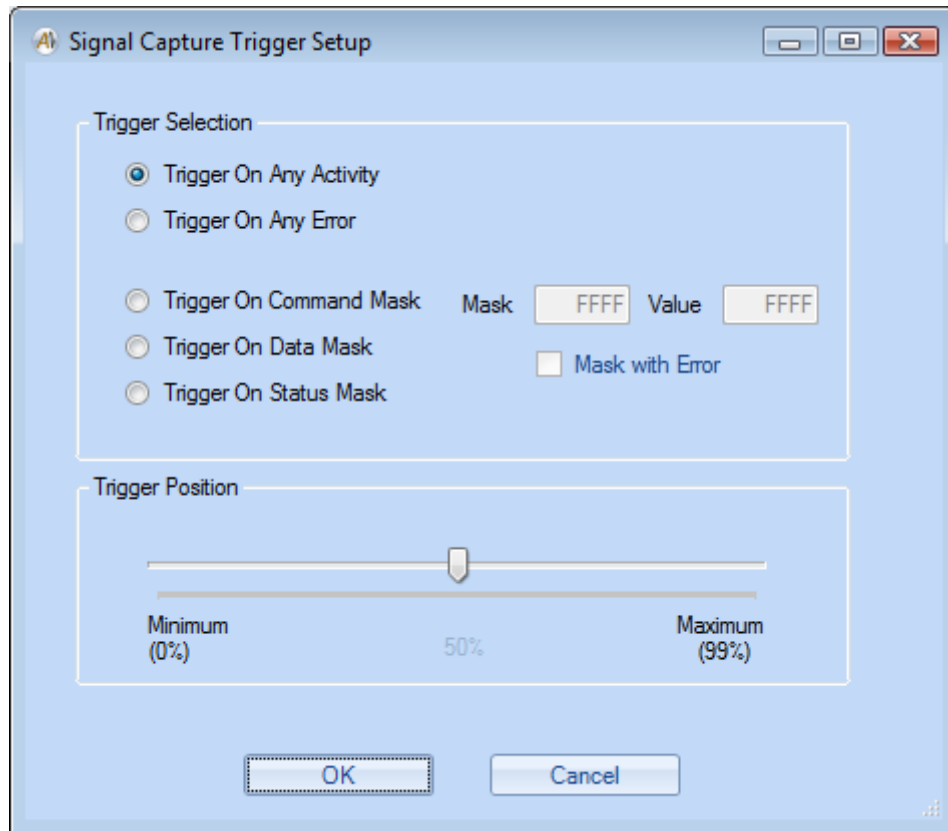 Signal Capture Trigger Setup
Trigger Selection
Trigger On Any Activity
Trigger On Any Error
Trigger On Command Mask Mask FFFF Value FFFF
Trigger On Data Mask
Mask with Error
Trigger On Status Mask
Trigger Position
Minimum Maximum
(0%) 50% (99%)
OK Cancel